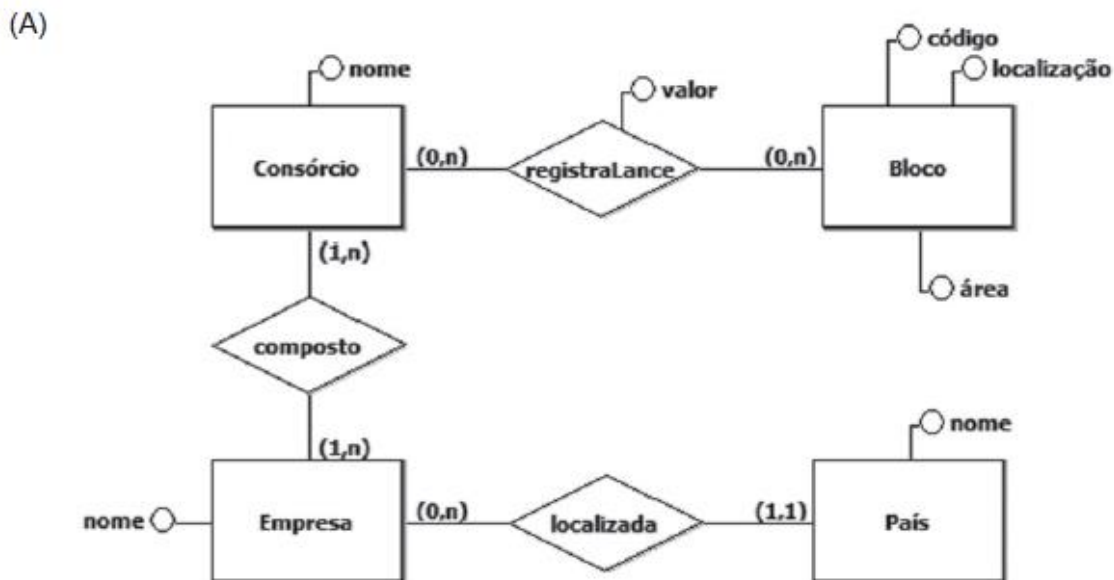 (A)
nome
valor
código
localização
Consórcio
(0,n)
registraLance
(0,n)
Bloco
(1,n)
área
composto
(1,n)
nome
nome
Empresa
(0,n)
localizada
(1,1)
País